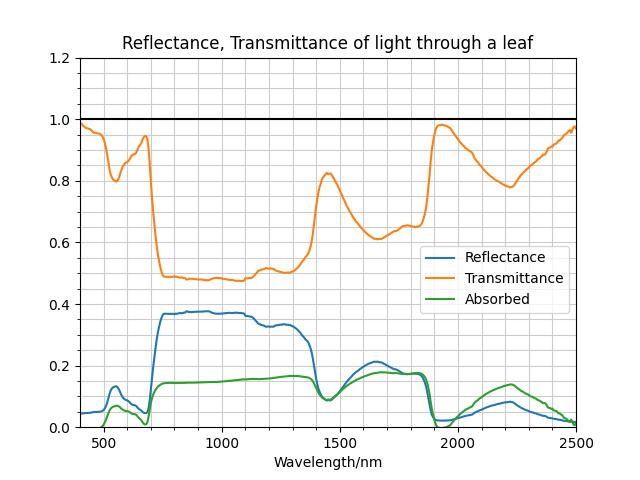 Reflectance, Transmittance of light through a leaf
1.2
1.0
0.8
0.6
0.4
0.2
0.0
Reflectance
Transmittance
Absorbed
500 1000 1500 2000 2500
Wavelength/nm